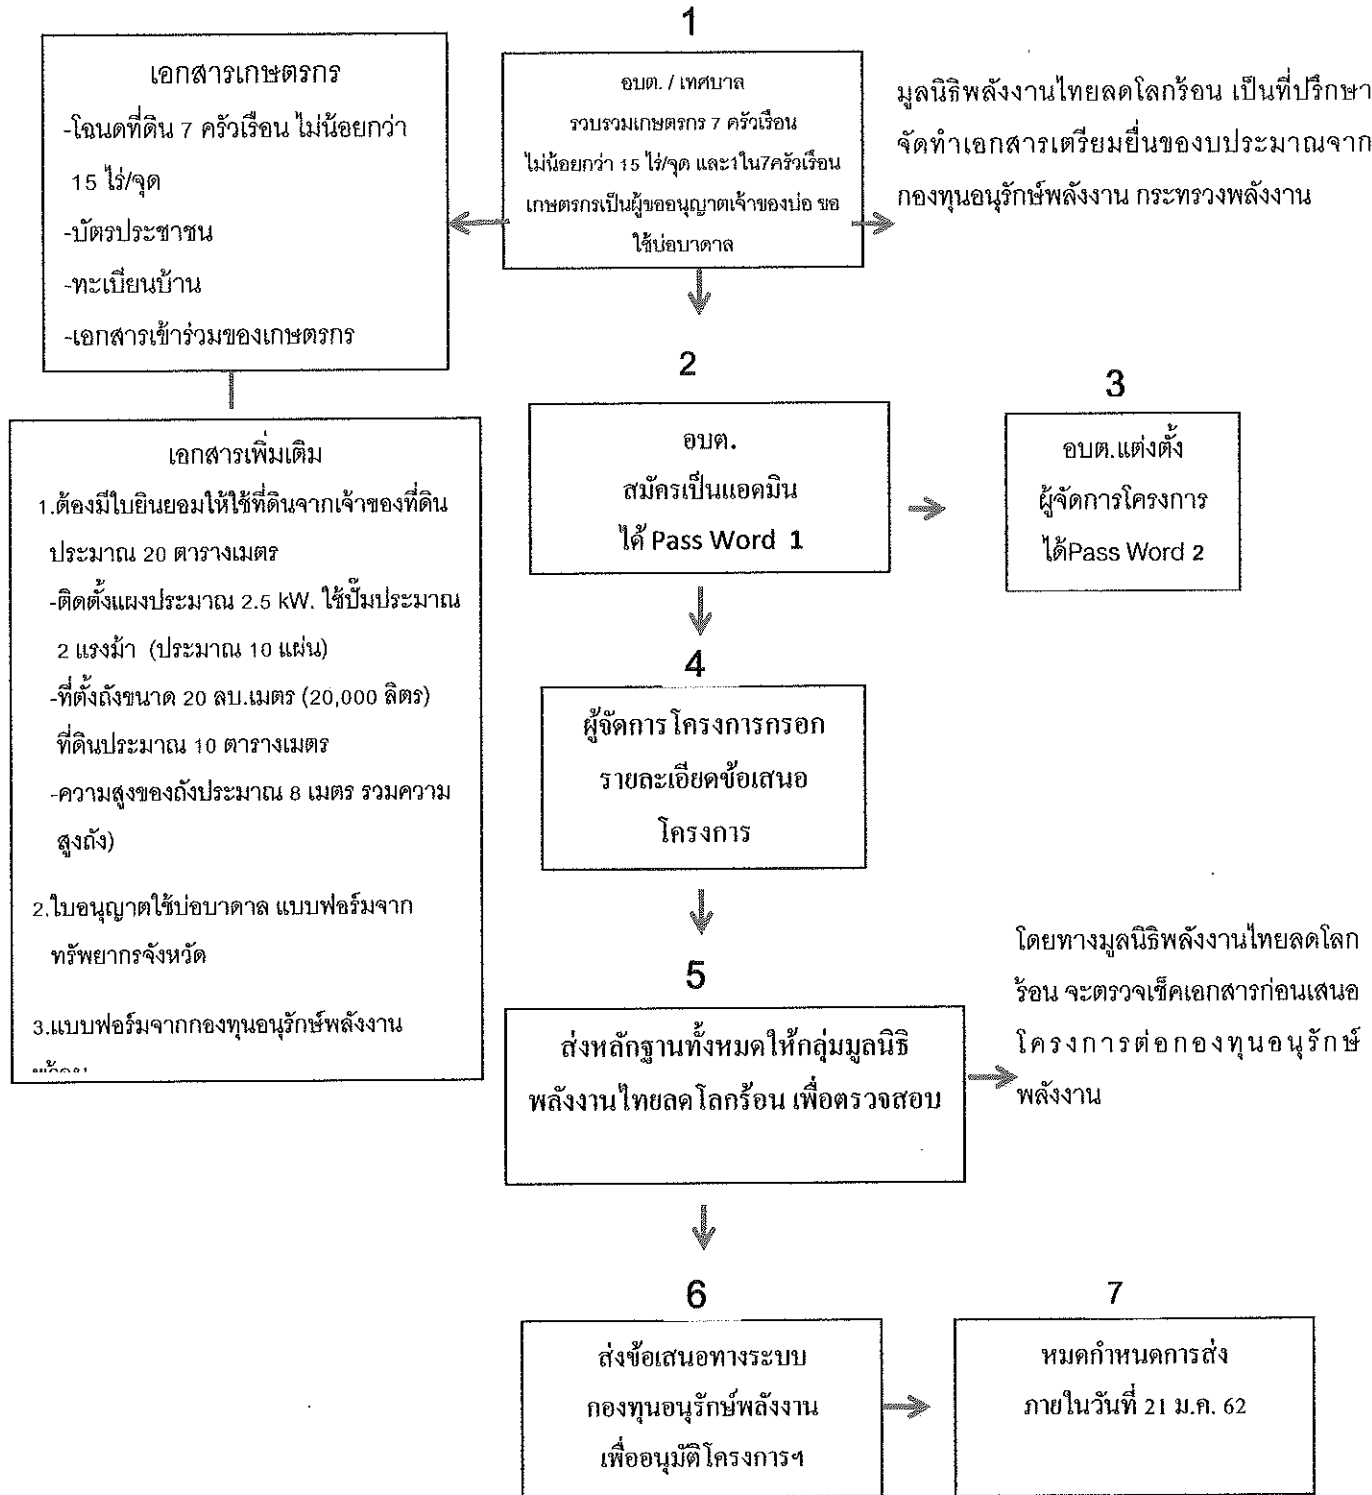 1
อบต. / เทศบาล
รวบรวมเกษตรกร 7 ครัวเรือน
ไม่น้อยกว่า 15 ไร่/จุด และ1ใน7ครัวเรือน
เกษตรกรเป็นผู้ขออนุญาตเจ้าของบ่อ ขอ
ใช้บ่อบาดาล
มูลนิธิพลังงานไทยลดโลกร้อน เป็นที่ปรึกษา
จัดทำเอกสารเตรียมยื่นของบประมาณจาก
กองทุนอนุรักษ์พลังงาน กระทรวงพลังงาน
เอกสารเกษตรกร
-โฉนดที่ดิน 7 ครัวเรือน ไม่น้อยกว่า
15 ไร่/จุด
-บัตรประชาชน
-ทะเบียนบ้าน
-เอกสารเข้าร่วมของเกษตรกร
เอกสารเพิ่มเติม
1.ต้องมีใบยินยอมให้ใช้ที่ดินจากเจ้าของที่ดิน
ประมาณ 20 ตารางเมตร
-ติดตั้งแผงประมาณ 2.5 kW. ใช้ปั๊มประมาณ
2 แรงม้า (ประมาณ 10 แผ่น)
-ที่ตั้งถังขนาด 20 ลบ.เมตร (20,000 ลิตร)
ที่ดินประมาณ 10 ตารางเมตร
-ความสูงของถังประมาณ 8 เมตร รวมความ
สูงถัง)
2.ใบอนุญาตใช้บ่อบาดาล แบบฟอร์มจาก
ทรัพยากรจังหวัด
3.แบบฟอร์มจากกองทุนอนุรักษ์พลังงาน
2
อบต.
สมัครเป็นแอดมิน
ได้ Pass Word 1
3
อบต.แต่งตั้ง
ผู้จัดการโครงการ
ได้Pass Word 2
4
ผู้จัดการโครงการกรอก
รายละเอียดข้อเสนอ
โครงการ
5
ส่งหลักฐานทั้งหมดให้กลุ่มมูลนิธิ
พลังงานไทยลดโลกร้อน เพื่อตรวจสอบ
โดยทางมูลนิธิพลังงานไทยลดโลก
ร้อน จะตรวจเช็คเอกสารก่อนเสนอ
โครงการต่อกองทุนอนุรักษ์
พลังงาน
6
ส่งข้อเสนอทางระบบ
กองทุนอนุรักษ์พลังงาน
เพื่ออนุมัติโครงการฯ
7
หมดกำหนดการส่ง
ภายในวันที่ 21 ม.ค. 62